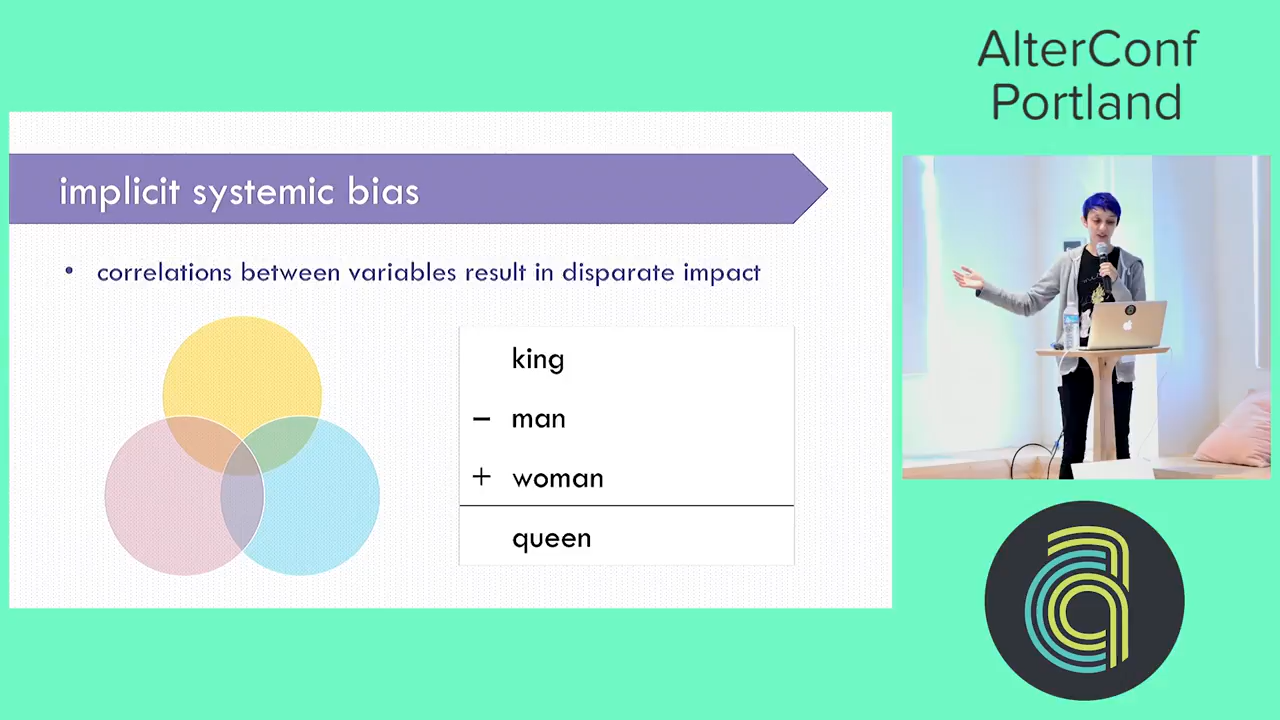 AlterConf
Portland
implicit systemic bias
• correlations between variables result in disparate impact
king
– man
+ woman
queen